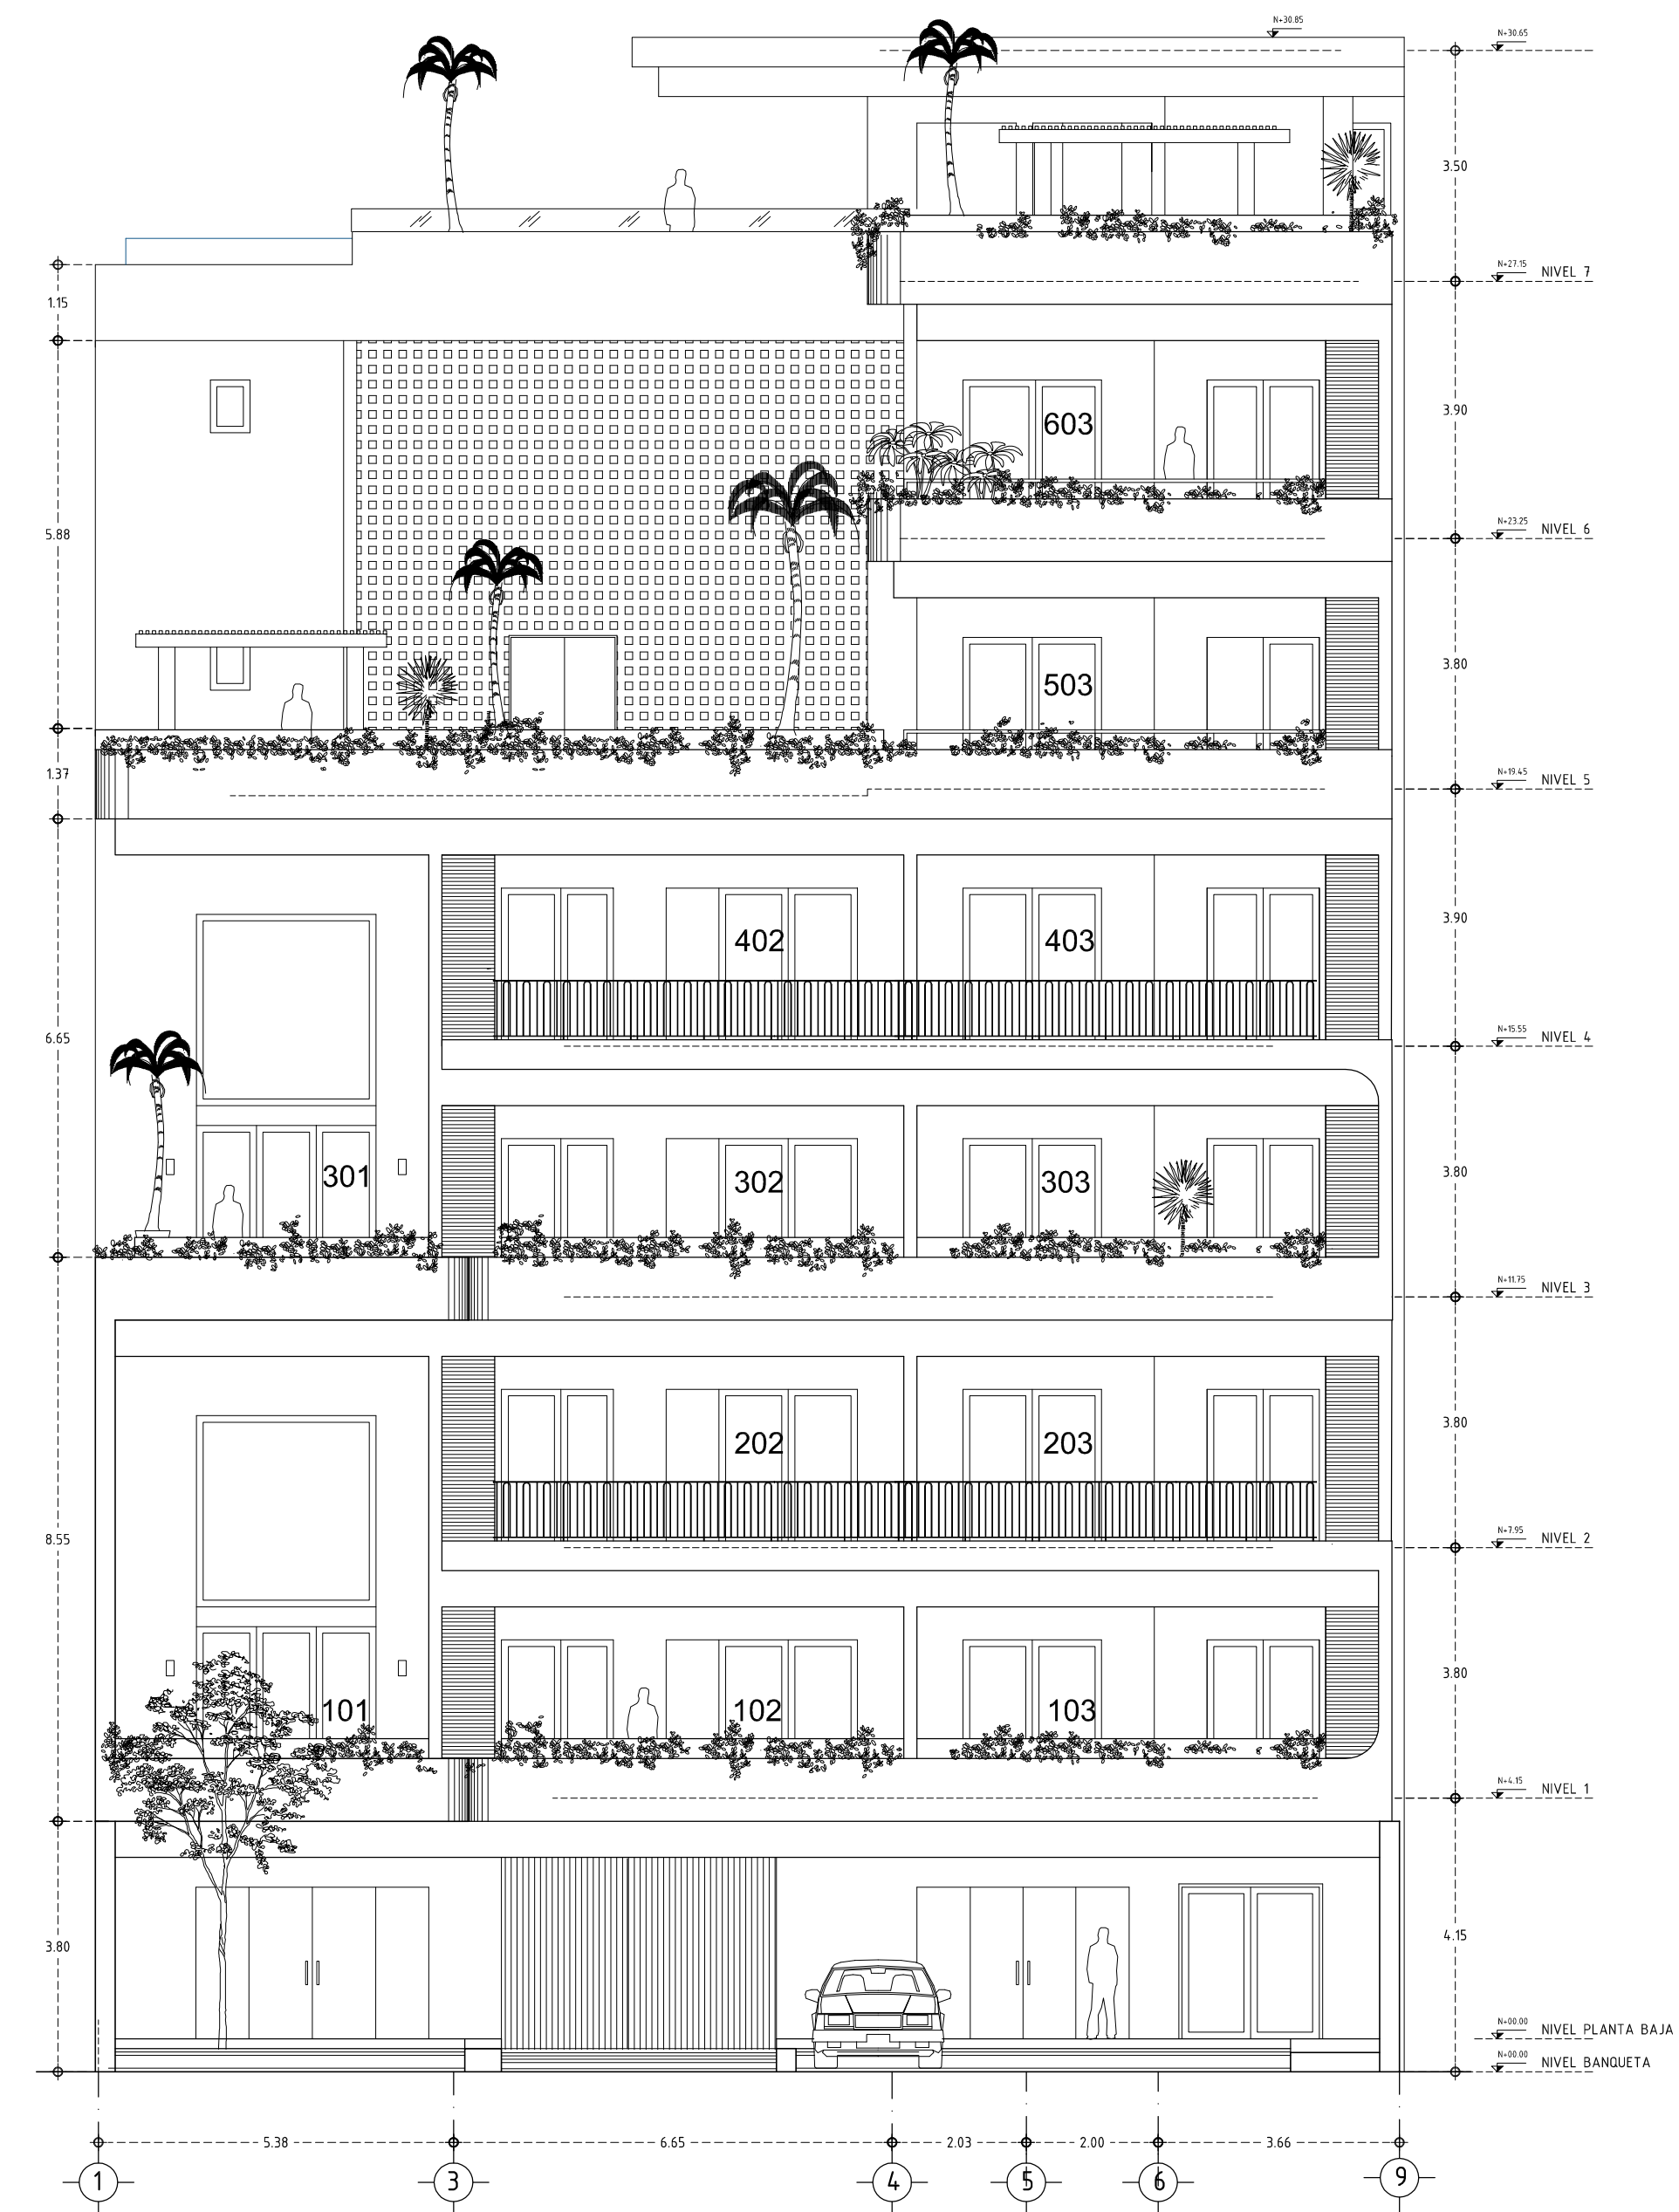 N+30.85
N+30.65
3.50
N+27.15 NIVEL 7
1.15
603
3.90
5.88
N+23.25 NIVEL 6
503
3.80
1.37
N+19.45 NIVEL 5
402
403
3.90
6.65
N+15.55 NIVEL 4
301
302
303
3.80
N+11.75 NIVEL 3
202
203
3.80
8.55
N+7.95 NIVEL 2
101
102
103
3.80
N+4.15 NIVEL 1
3.80
4.15
N+00.00 NIVEL PLANTA BAJA
N+00.00 NIVEL BANQUETA
5.38 6.65 2.03 2.00 3.66
1 3 4 5 6 9